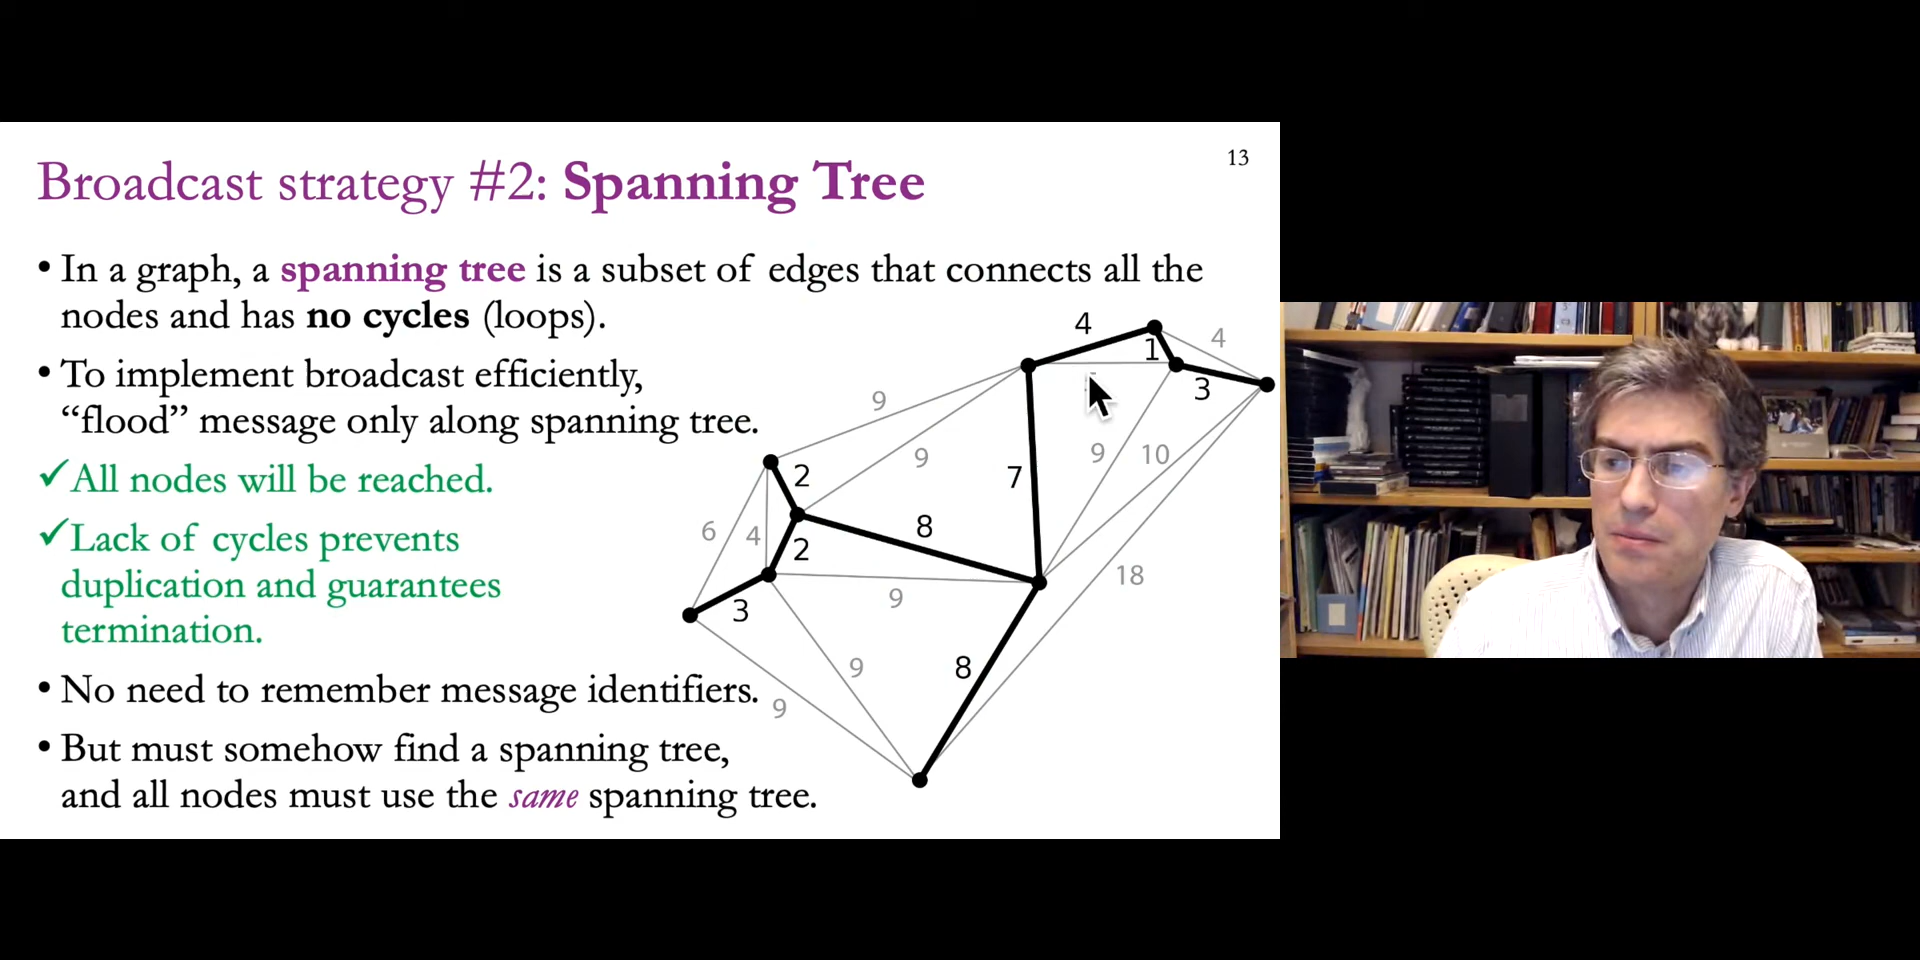 13
Broadcast strategy #2: Spanning Tree
• In a graph, a spanning tree is a subset of edges that connects all the
nodes and has no cycles (loops).
• To implement broadcast efficiently,
“flood” message only along spanning tree.
✓All nodes will be reached.
✓Lack of cycles prevents
duplication and guarantees
termination.
• No need to remember message identifiers.
• But must somehow find a spanning tree,
and all nodes must use the same spanning tree.
4
1
4
3
9
9
9
10
7
2
8
6
4
2
18
9
3
9
8
9